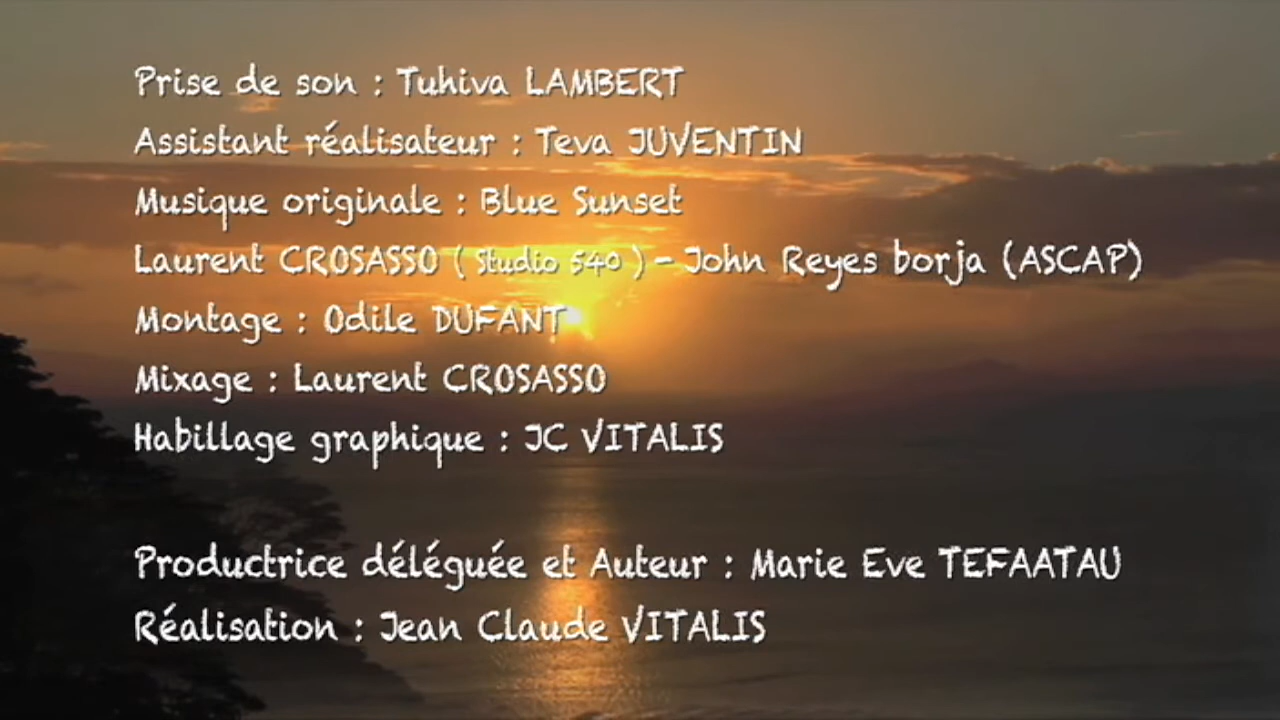 Prise de son : Tuhiva LAMBERT
Assistant réalisateur : Teva JUVENTIN
Musique originale : Blue Sunset
Laurent CROSASSO ( Studio 540 ) - John Reyes borja (ASCAP)
Montage : Odile DUFANT
Mixage : Laurent CROSASSO
Habillage graphique : JC VITALIS
Productrice déléguée et Auteur : Marie Eve TEFAATAU
Réalisation : Jean Claude VITALIS